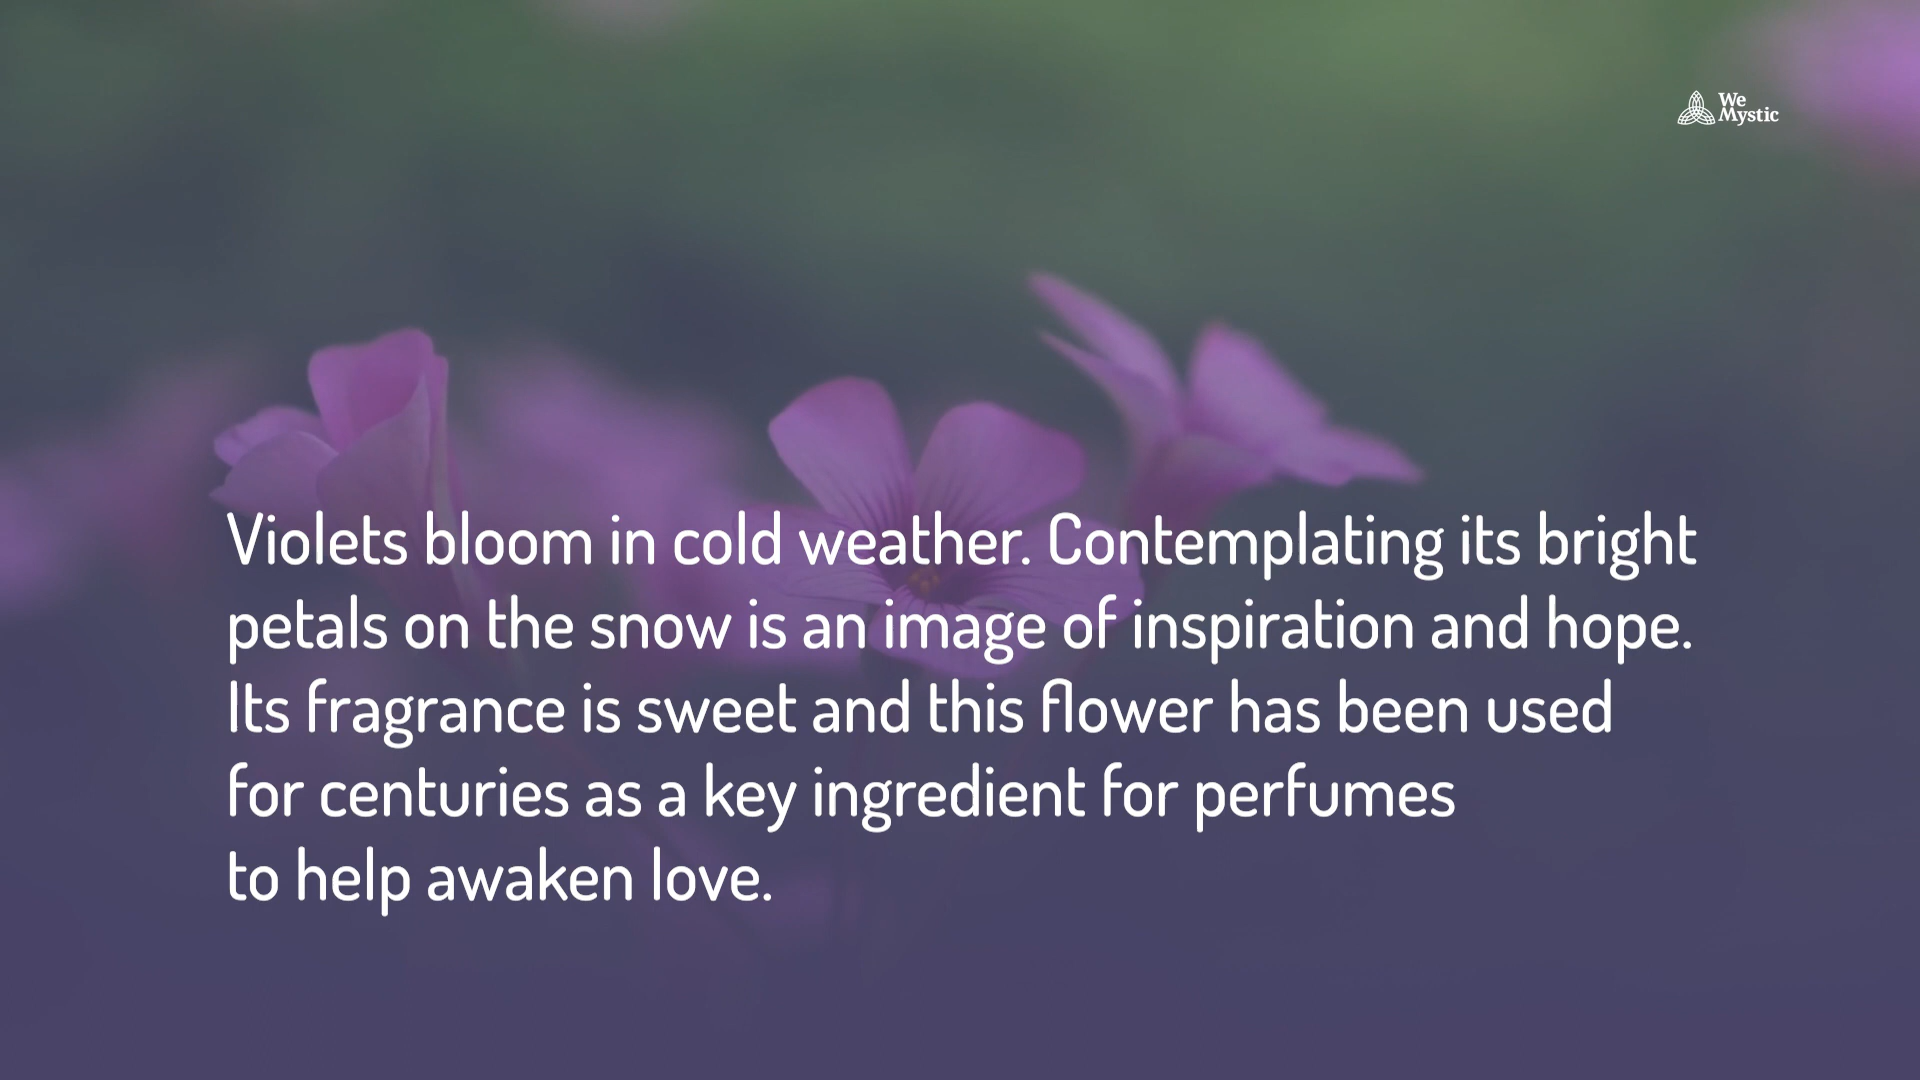 We
Mystic
Violets bloom in cold weather. Contemplating its bright
petals on the snow is an image of inspiration and hope.
Its fragrance is sweet and this flower has been used
for centuries as a key ingredient for perfumes
to help awaken love.